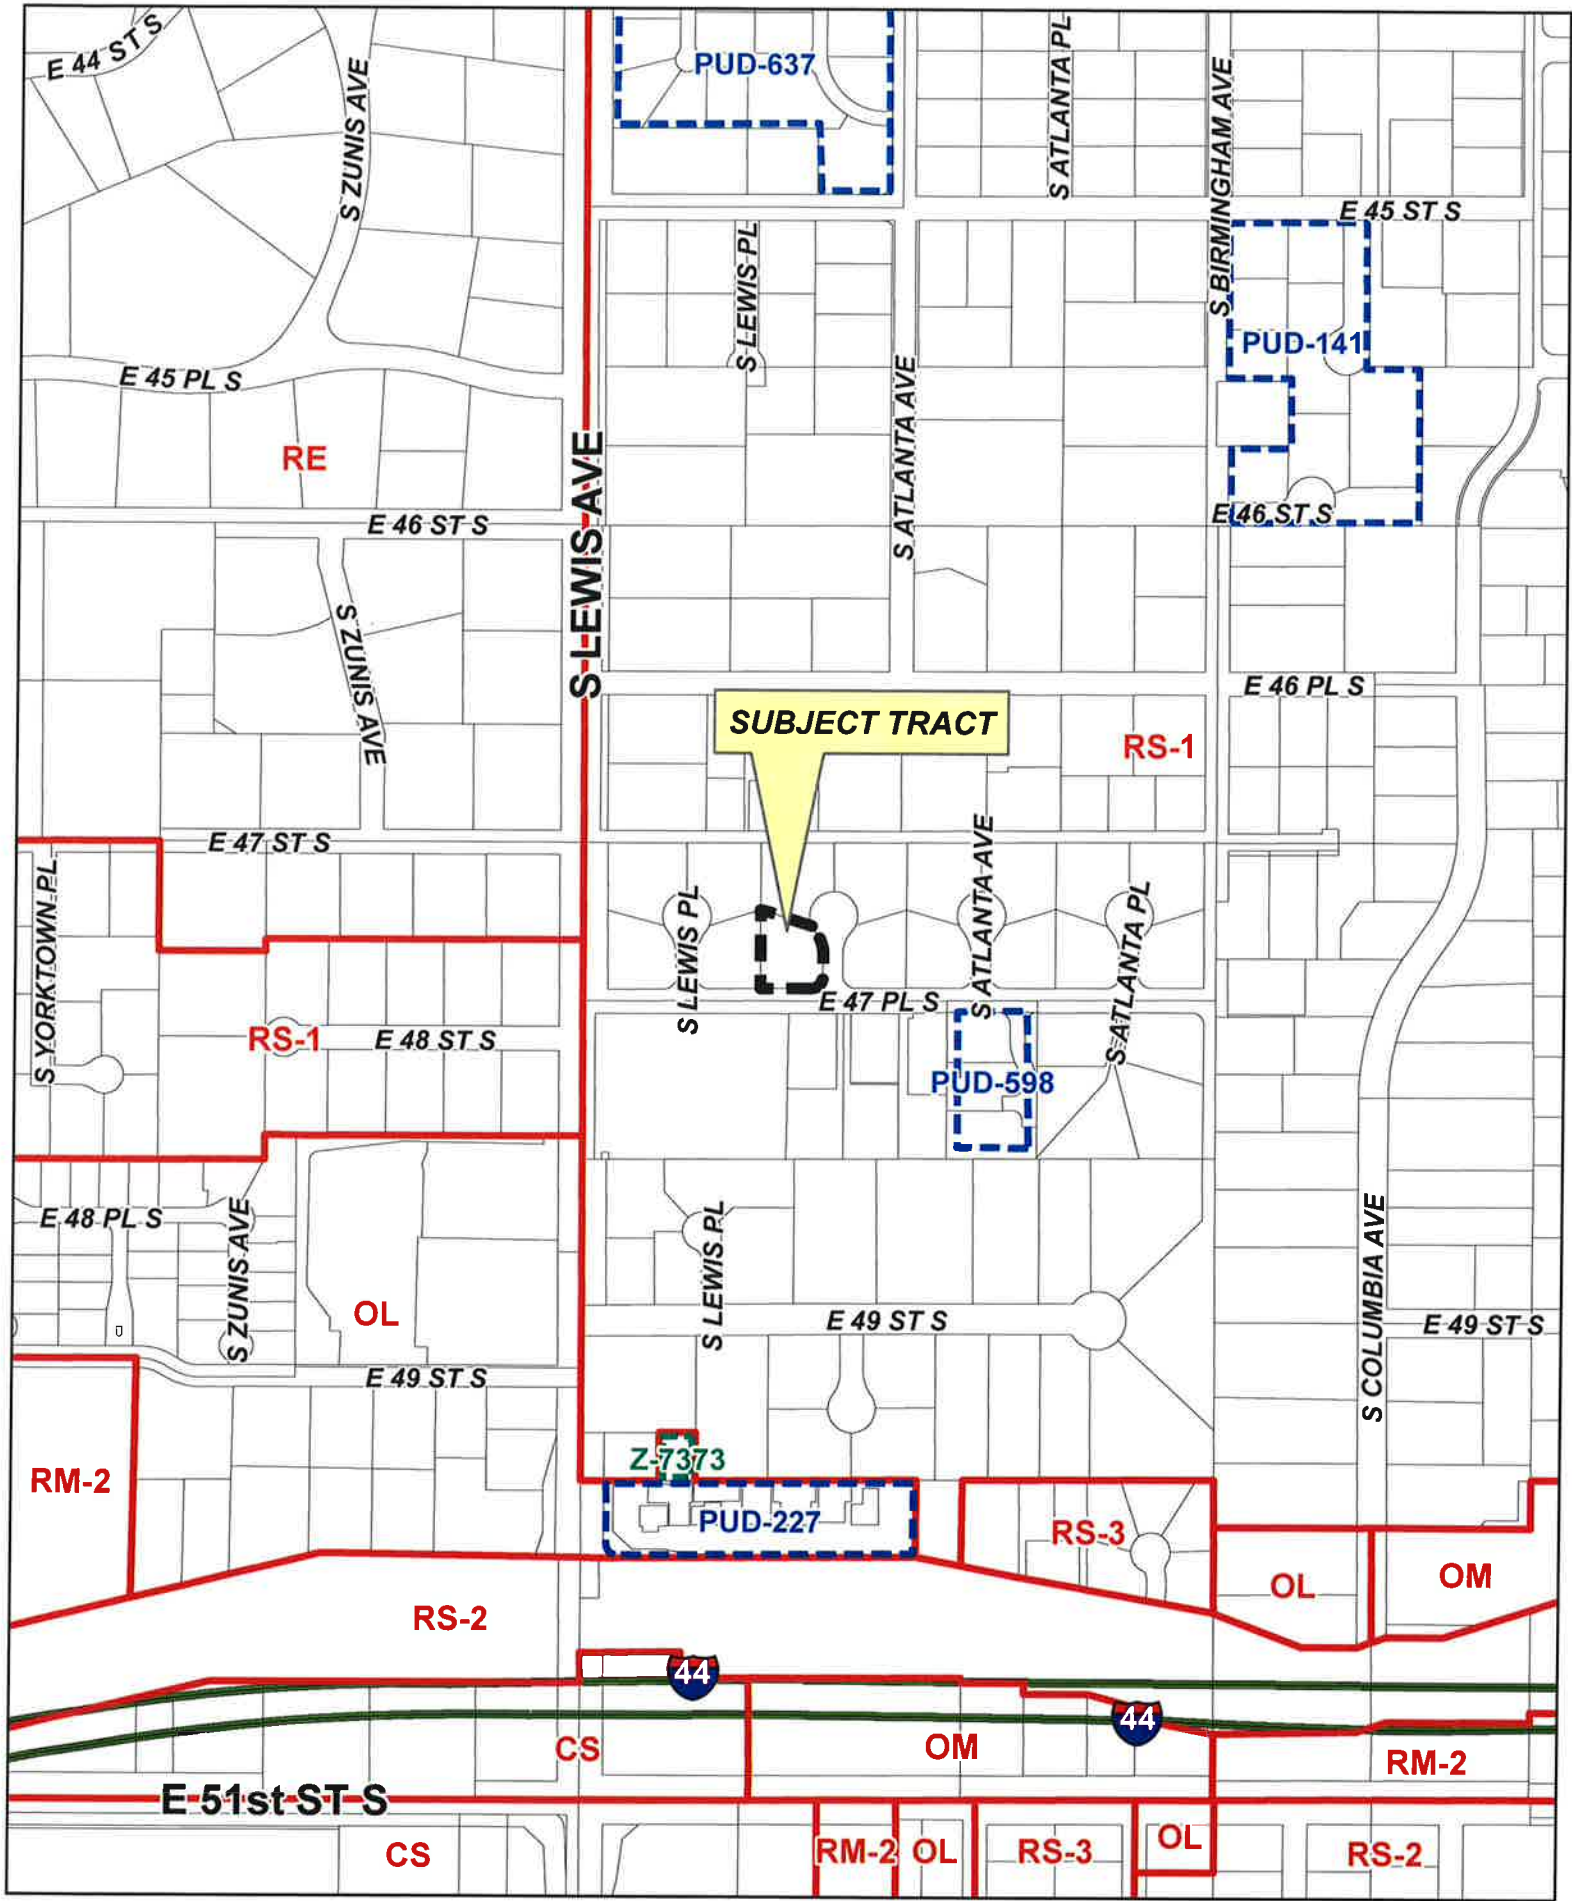 E 44 ST S
S ZUNIS AVE
PUD-637
S ATLANTA PL
S BIRMINGHAM AVE
E 45 ST S
S LEWIS PL
PUD-141
E 45 PL S
S ATLANTA AVE
RE
S LEWIS AVE
E 46 ST S
E 46 ST S
S ZUNIS AVE
E 46 PL S
SUBJECT TRACT
RS-1
E 47 ST S
S YORKTOWN PL
S LEWIS PL
S ATLANTA AVE
S ATLANTA PL
E 47 PL S
RS-1
E 48 ST S
PUD-598
E 48 PL S
S ZUNIS AVE
S LEWIS PL
S COLUMBIA AVE
OL
E 49 ST S
E 49 ST S
E 49 ST S
Z-7373
RM-2
PUD-227
RS-3
OL
OM
RS-2
44
44
CS
OM
RM-2
E 51st ST S
CS
RM-2
OL
RS-3
OL
RS-2